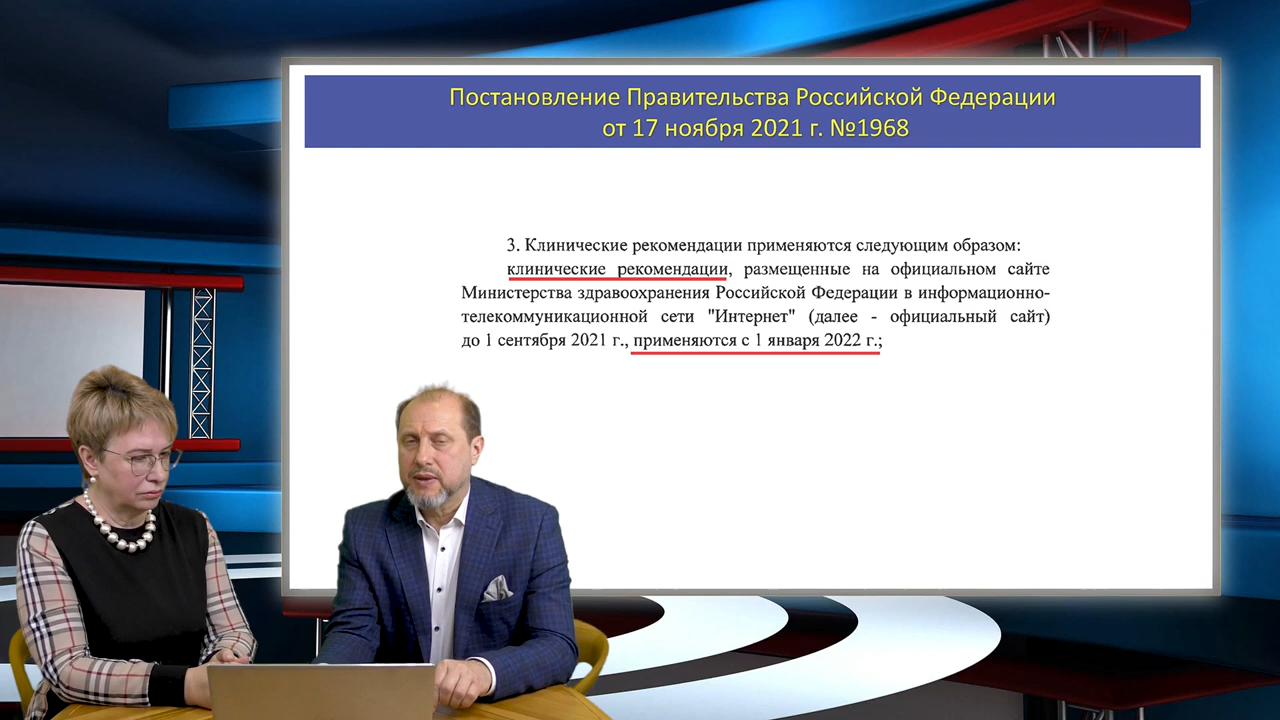 Постановление Правительства Российской Федерации
от 17 ноября 2021 г. №1968
3. Клинические рекомендации применяются следующим образом:
клинические рекомендации, размещенные на официальном сайте
Министерства здравоохранения Российской Федерации в информационно-
телекоммуникационной сети "Интернет" (далее - официальный сайт)
до 1 сентября 2021 г., применяются с 1 января 2022 г.;